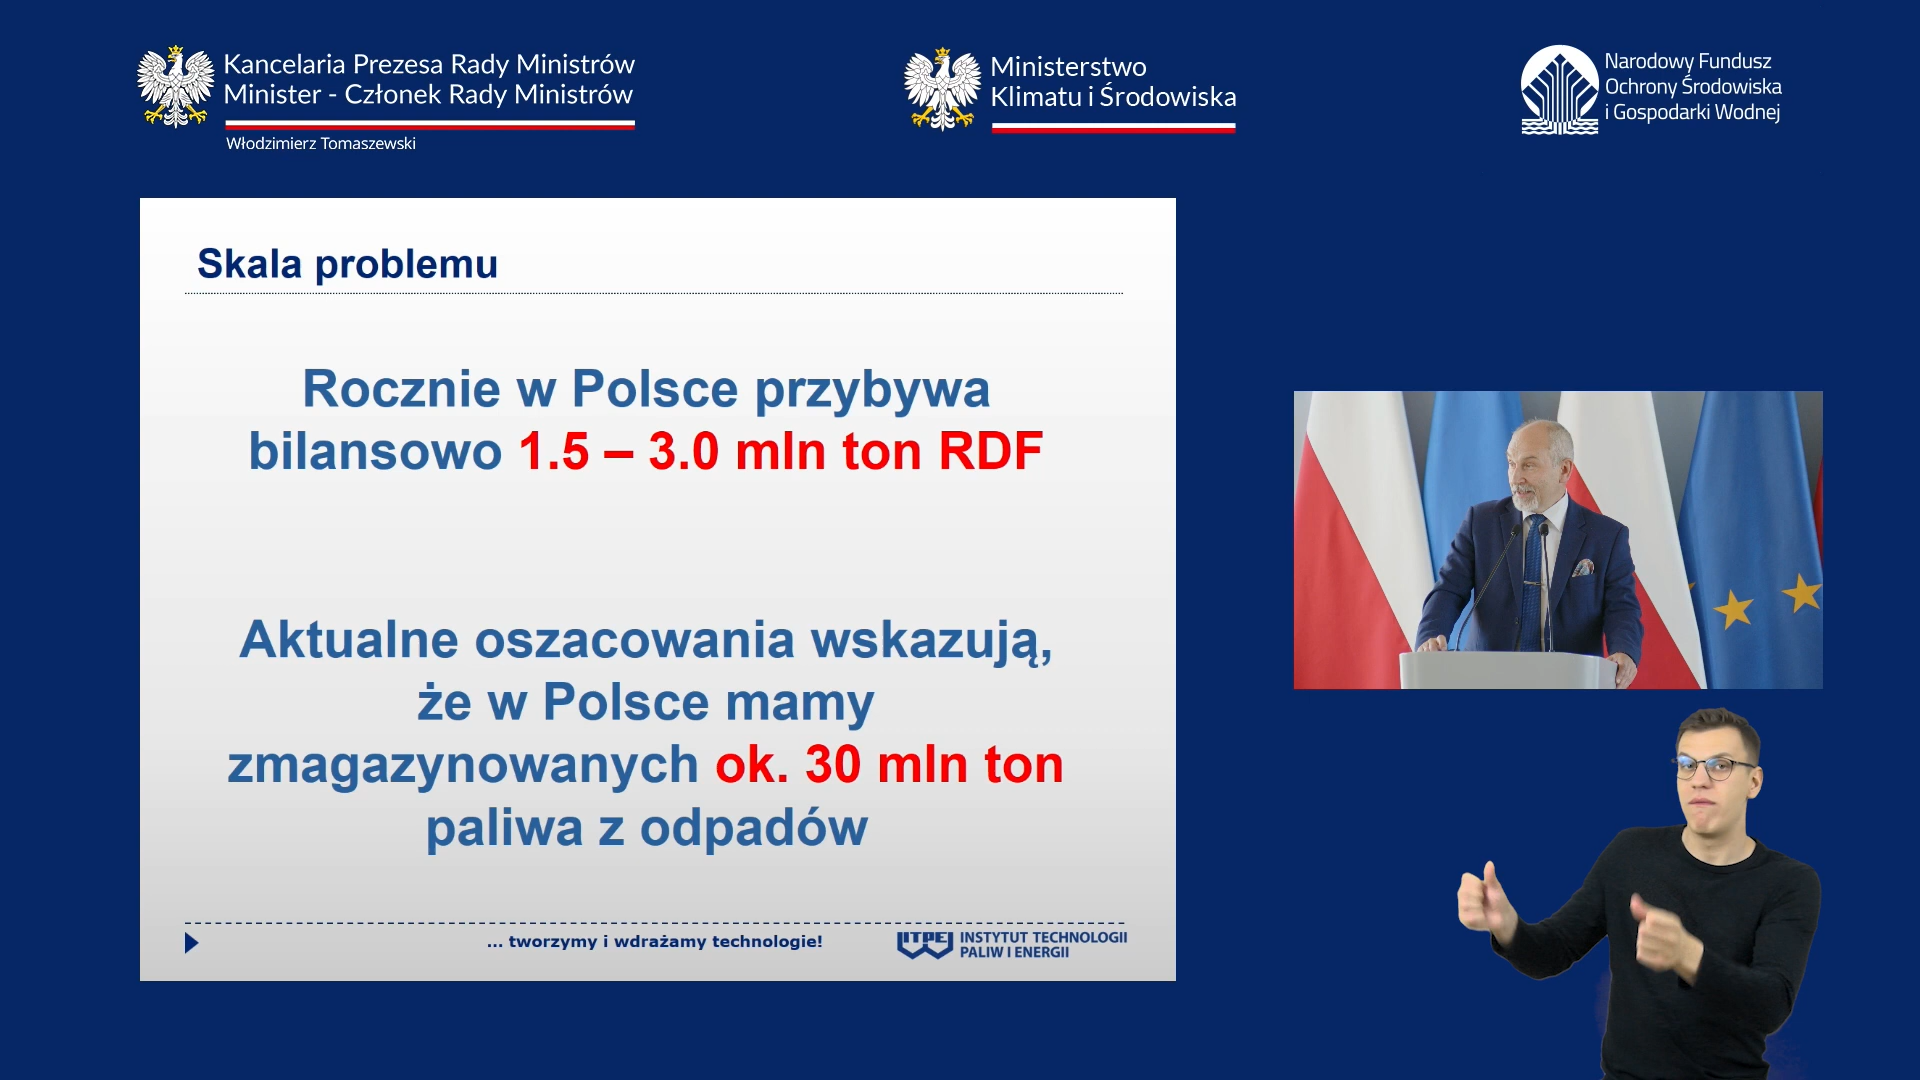 Kancelaria Prezesa Rady Ministrów
Minister - Członek Rady Ministrów
Włodzimierz Tomaszewski
Ministerstwo
Klimatu i Środowiska
Narodowy Fundusz
Ochrony Środowiska
i Gospodarki Wodnej
Skala problemu
Rocznie w Polsce przybywa
bilansowo 1.5 – 3.0 mln ton RDF
Aktualne oszacowania wskazują,
że w Polsce mamy
zmagazynowanych ok. 30 mln ton
paliwa z odpadów
... tworzymy i wdrażamy technologie!
ITPE
INSTYTUT TECHNOLOGII
PALIW I ENERGII